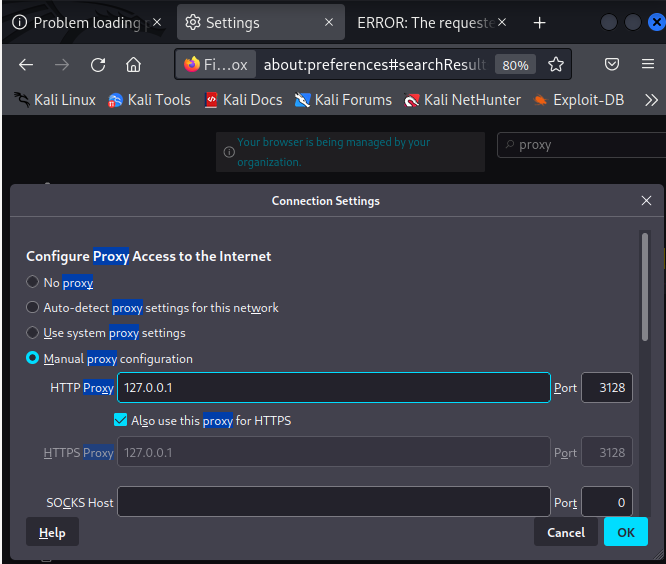 Problem loading p
Settings
ERROR: The requeste
Fi...ox
about:preferences#searchResult
80%
Kali Linux
Kali Tools
Kali Docs
Kali Forums
Kali NetHunter
Exploit-DB
Your browser is being managed by your
organization.
proxy
Connection Settings
Configure Proxy Access to the Internet
No proxy
Auto-detect proxy settings for this network
Use system proxy settings
Manual proxy configuration
HTTP Proxy 127.0.0.1 Port 3128
Also use this proxy for HTTPS
HTTPS Proxy 127.0.0.1 Port 3128
SOCKS Host Port 0
Help Cancel OK